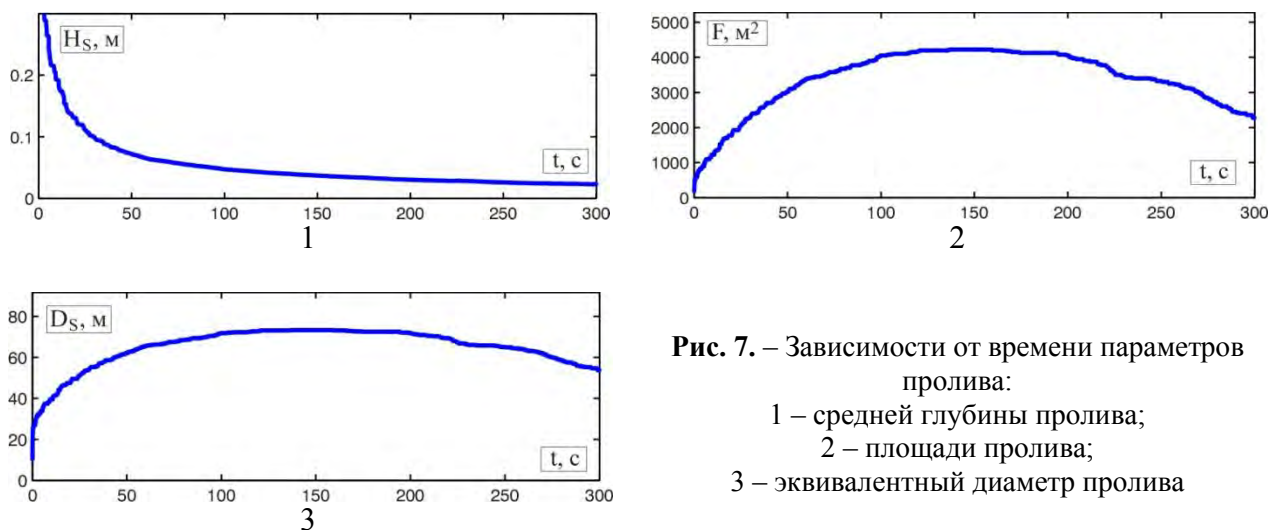 H_S, м
0.2
0.1
0
t, с
0 50 100 150 200 250 300
1
F, м²
5000
4000
3000
2000
1000
0
t, с
0 50 100 150 200 250 300
2
D_S, м
80
60
40
20
0
t, с
0 50 100 150 200 250 300
3
Рис. 7. – Зависимости от времени параметров
пролива:
1 – средней глубины пролива;
2 – площади пролива;
3 – эквивалентный диаметр пролива